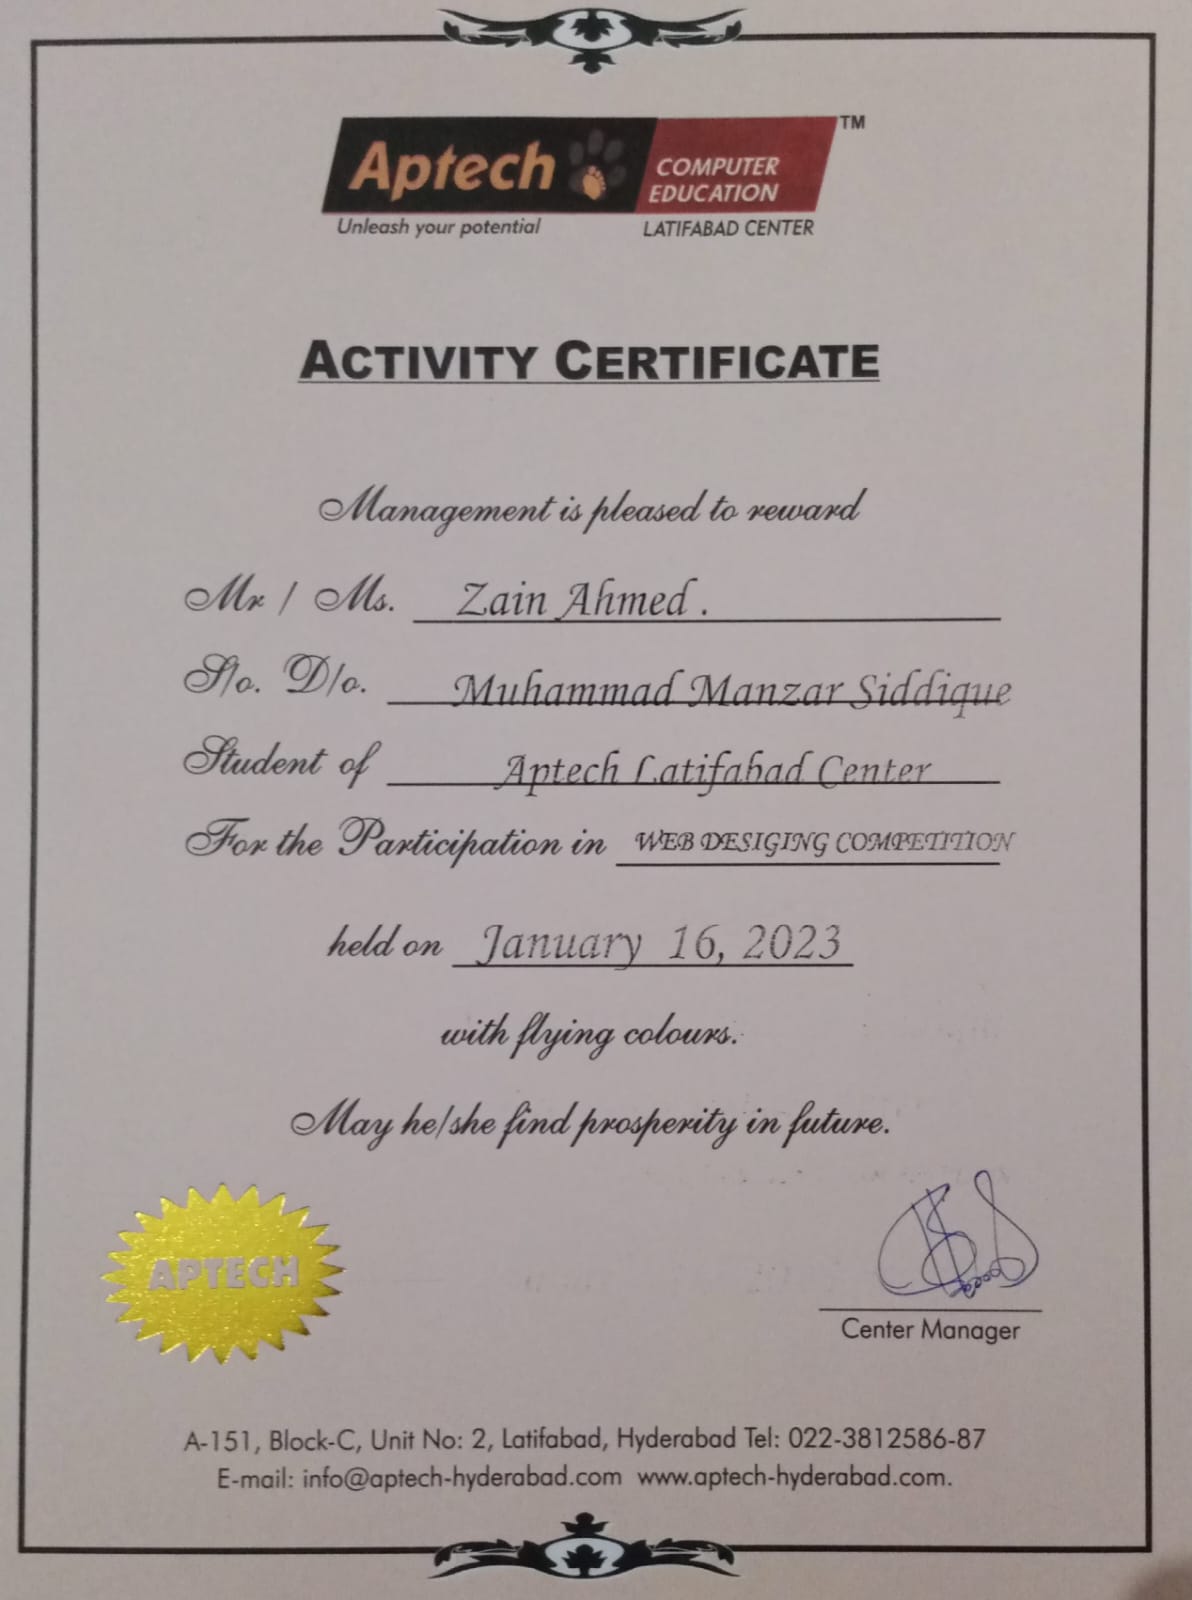 Aptech COMPUTER EDUCATION TM
Unleash your potential LATIFABAD CENTER
ACTIVITY CERTIFICATE
Management is pleased to reward
Mr / Ms. Zain Ahmed .
S/o. D/o. Muhammad Manzar Siddique
Student of Aptech Latifabad Center
For the Participation in WEB DESIGING COMPETITION
held on January 16, 2023
with flying colours.
May he/she find prosperity in future.
APTECH
Center Manager
A-151, Block-C, Unit No: 2, Latifabad, Hyderabad Tel: 022-3812586-87
E-mail: info@aptech-hyderabad.com www.aptech-hyderabad.com.